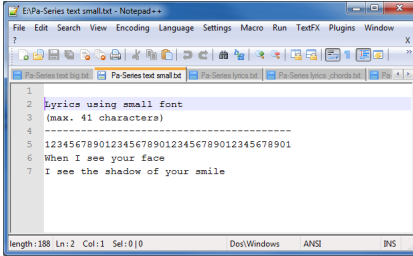 E:\Pa-Series text small.txt - Notepad++
File Edit Search View Encoding Language Settings Macro Run TextFX Plugins Window
? X
Pa-Series text big.txt Pa-Series text small.txt Pa-Series lyrics.txt Pa-Series lyrics_chords.txt Pa
1
2 Lyrics using small font
3 (max. 41 characters)
4 -----------------------------------------
5 12345678901234567890123456789012345678901
6 When I see your face
7 I see the shadow of your smile
length : 188 Ln : 2 Col : 1 Sel : 0 | 0 Dos\Windows ANSI INS